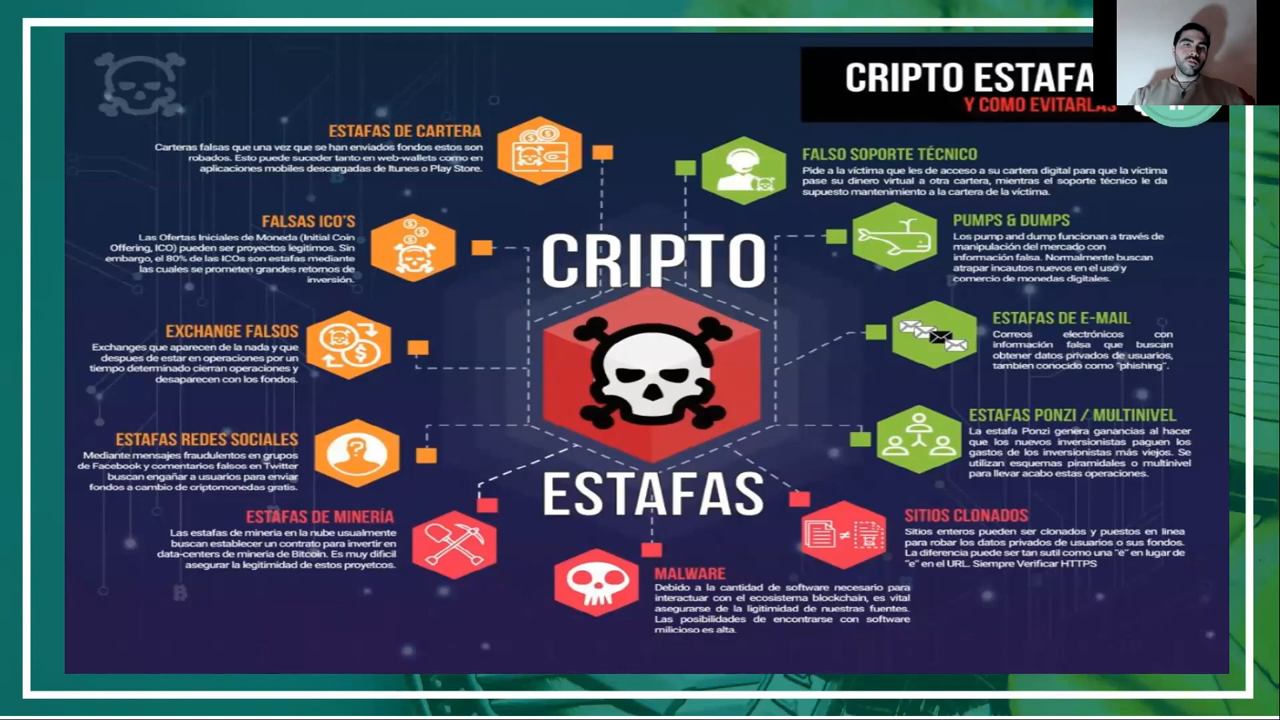 CRIPTO ESTAFA
Y COMO EVITARLAS
ESTAFAS DE CARTERA
Carteras falsas que una vez que se han enviados fondos estos son
robados. Esto puede suceder tanto en web-wallets como en
aplicaciones mobiles descargadas de Itunes o Play Store.
FALSAS ICO'S
Las Ofertas Iniciales de Moneda (Initial Coin
Offering, ICO) pueden ser proyectos legitimos. Sin
embargo, el 80% de las ICOs son estafas mediante
las cuales se prometen grandes retornos de
inversión.
EXCHANGE FALSOS
Exchanges que aparecen de la nada y que
despues de estar en operaciones por un
tiempo determinado cierran operaciones y
desaparecen con los fondos.
ESTAFAS REDES SOCIALES
Mediante mensajes fraudulentos en grupos
de Facebook y comentarios falsos en Twitter
buscan engañar a usuarios para enviar
fondos a cambio de criptomonedas gratis.
ESTAFAS DE MINERÍA
Las estafas de mineria en la nube usualmente
buscan establecer un contrato para invertir en
data-centers de mineria de Bitcoin. Es muy dificil
asegurar la legitimidad de estos proyetcos.
CRIPTO
ESTAFAS
FALSO SOPORTE TÉCNICO
Pide a la víctima que les de acceso a su cartera digital para que la víctima
pase su dinero virtual a otra cartera, mientras el soporte técnico le da
supuesto mantenimiento a la cartera de la víctima.
PUMPS & DUMPS
Los pump and dump funcionan a través de
manipulación del mercado con
información falsa. Normalmente buscan
atrapar incautos nuevos en el uso y
comercio de monedas digitales.
ESTAFAS DE E-MAIL
Correos electrónicos con
información falsa que buscan
obtener datos privados de usuarios,
tambien conocido como "phishing".
ESTAFAS PONZI / MULTINIVEL
La estafa Ponzi genera ganancias al hacer
que los nuevos inversionistas paguen los
gastos de los inversionistas más viejos. Se
utilizan esquemas piramidales o multinivel
para llevar acabo estas operaciones.
SITIOS CLONADOS
Sitios enteros pueden ser clonados y puestos en linea
para robar los datos privados de usuarios o sus fondos.
La diferencia puede ser tan sutil como una "ë" en lugar de
"e" en el URL. Siempre Verificar HTTPS
MALWARE
Debido a la cantidad de software necesario para
interactuar con el ecosistema blockchain, es vital
asegurarse de la ligitimidad de nuestras fuentes.
Las posibilidades de encontrarse con software
milicioso es alta.